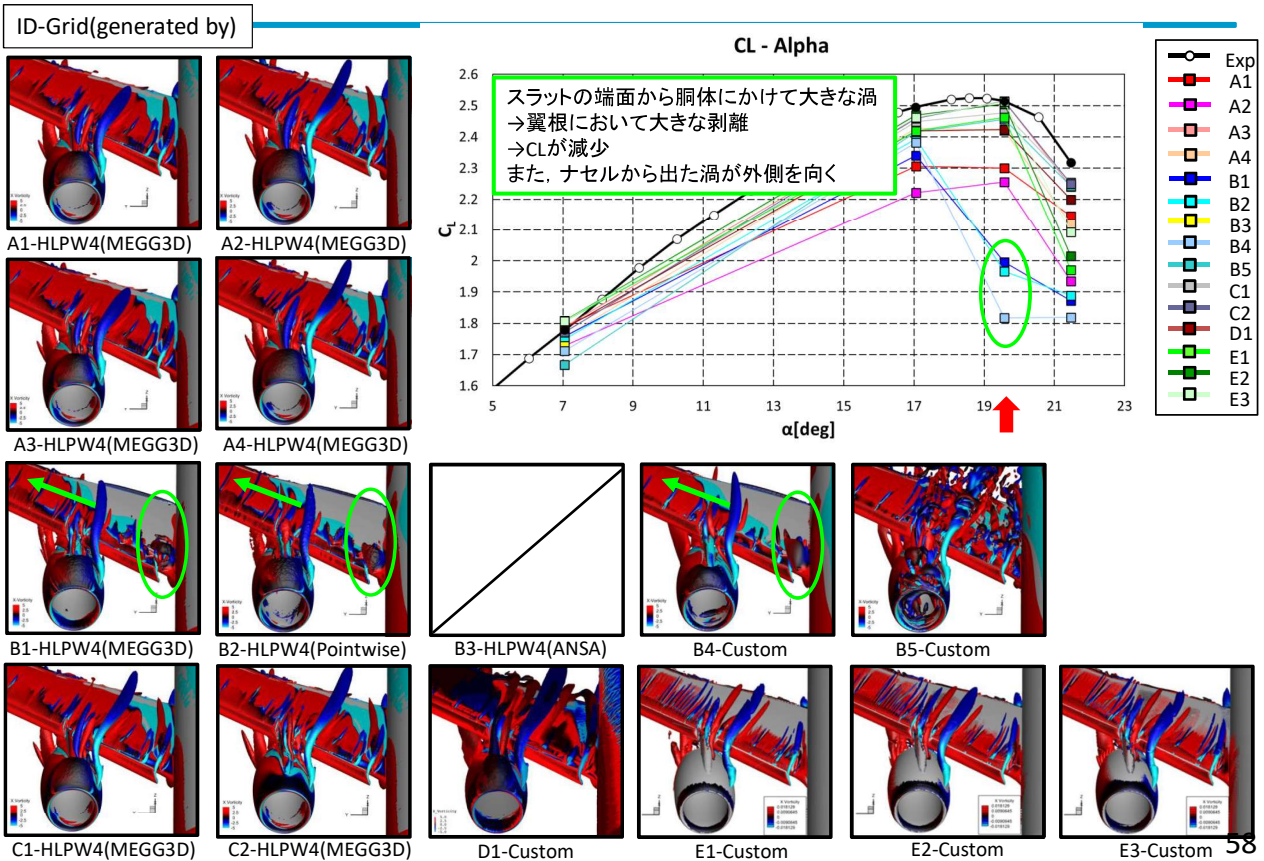 ID-Grid(generated by)
CL - Alpha
スラットの端面から胴体にかけて大きな渦
→翼根において大きな剥離
→CLが減少
また，ナセルから出た渦が外側を向く
2.6
2.5
2.4
2.3
2.2
2.1
2
1.9
1.8
1.7
1.6
CL
5
7
9
11
13
15
17
19
21
23
α[deg]
Exp
A1
A2
A3
A4
B1
B2
B3
B4
B5
C1
C2
D1
E1
E2
E3
A1-HLPW4(MEGG3D)
A2-HLPW4(MEGG3D)
A3-HLPW4(MEGG3D)
A4-HLPW4(MEGG3D)
B1-HLPW4(MEGG3D)
B2-HLPW4(Pointwise)
B3-HLPW4(ANSA)
B4-Custom
B5-Custom
C1-HLPW4(MEGG3D)
C2-HLPW4(MEGG3D)
D1-Custom
E1-Custom
E2-Custom
E3-Custom
58